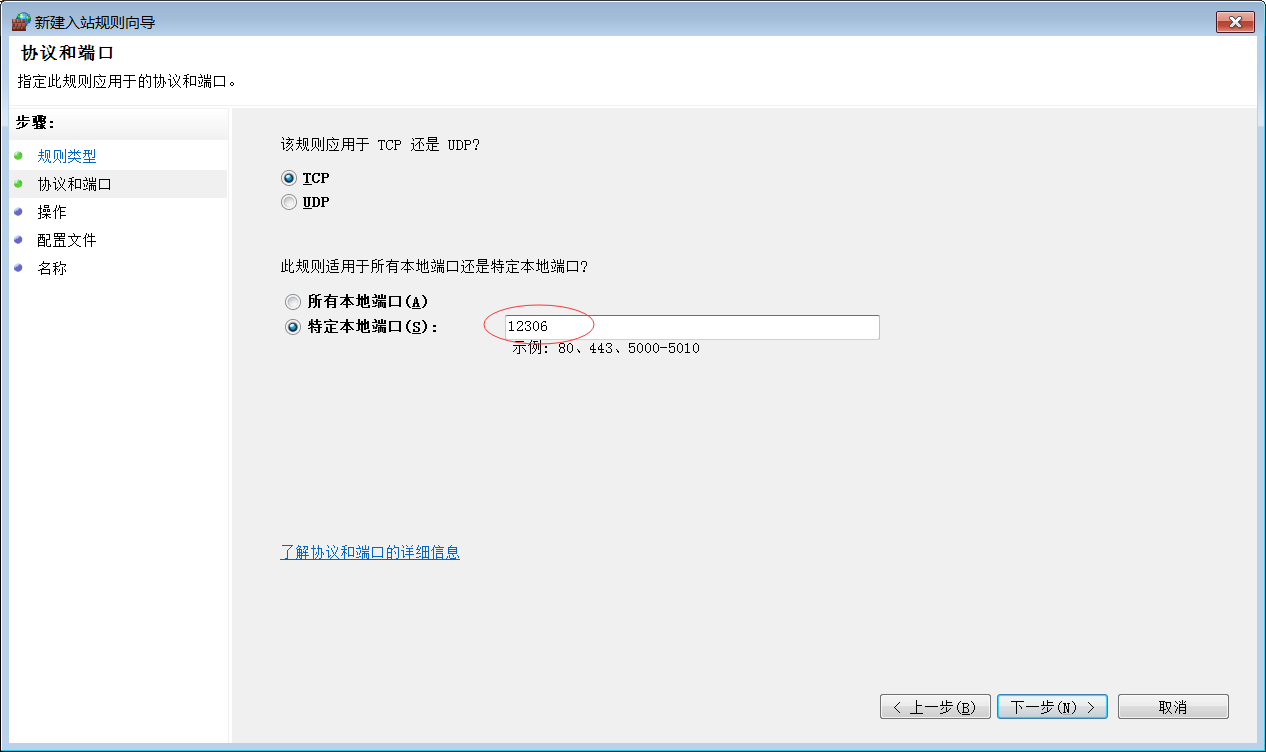 新建入站规则向导
协议和端口
指定此规则应用于的协议和端口。
步骤:
规则类型
协议和端口
操作
配置文件
名称
该规则应用于 TCP 还是 UDP?
TCP
UDP
此规则适用于所有本地端口还是特定本地端口?
所有本地端口(A)
特定本地端口(S): 12306
示例: 80、443、5000-5010
了解协议和端口的详细信息
< 上一步(B) 下一步(N) > 取消